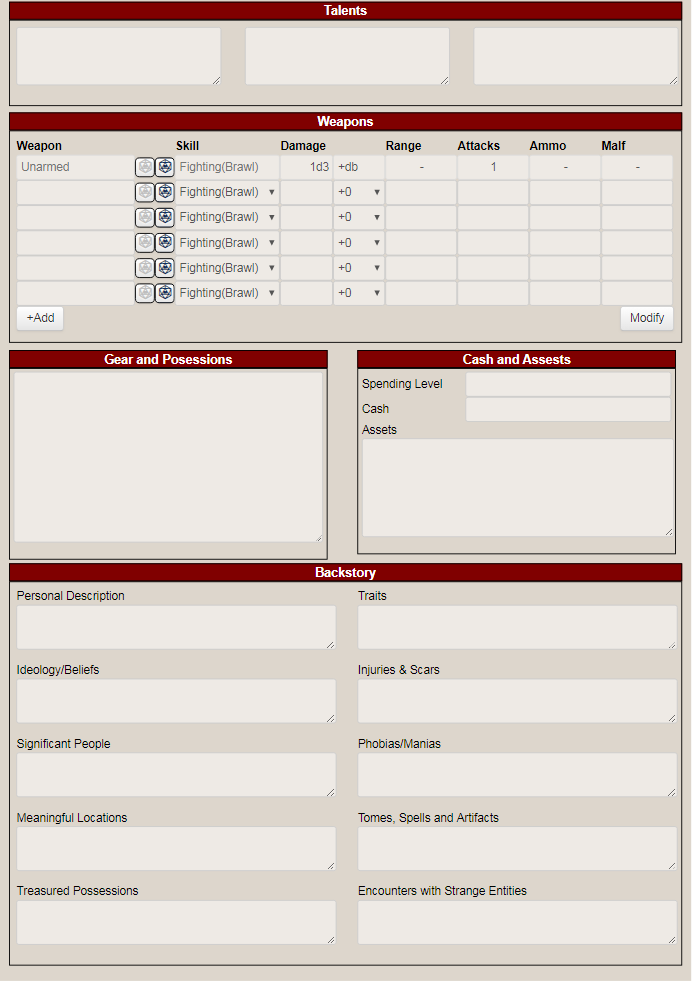 Talents
Weapons
Weapon Skill Damage Range Attacks Ammo Malf
Unarmed Fighting(Brawl) 1d3 +db - 1 - -
Fighting(Brawl) +0
Fighting(Brawl) +0
Fighting(Brawl) +0
Fighting(Brawl) +0
Fighting(Brawl) +0
+Add Modify
Gear and Posessions
Cash and Assests
Spending Level
Cash
Assets
Backstory
Personal Description Traits
Ideology/Beliefs Injuries & Scars
Significant People Phobias/Manias
Meaningful Locations Tomes, Spells and Artifacts
Treasured Possessions Encounters with Strange Entities